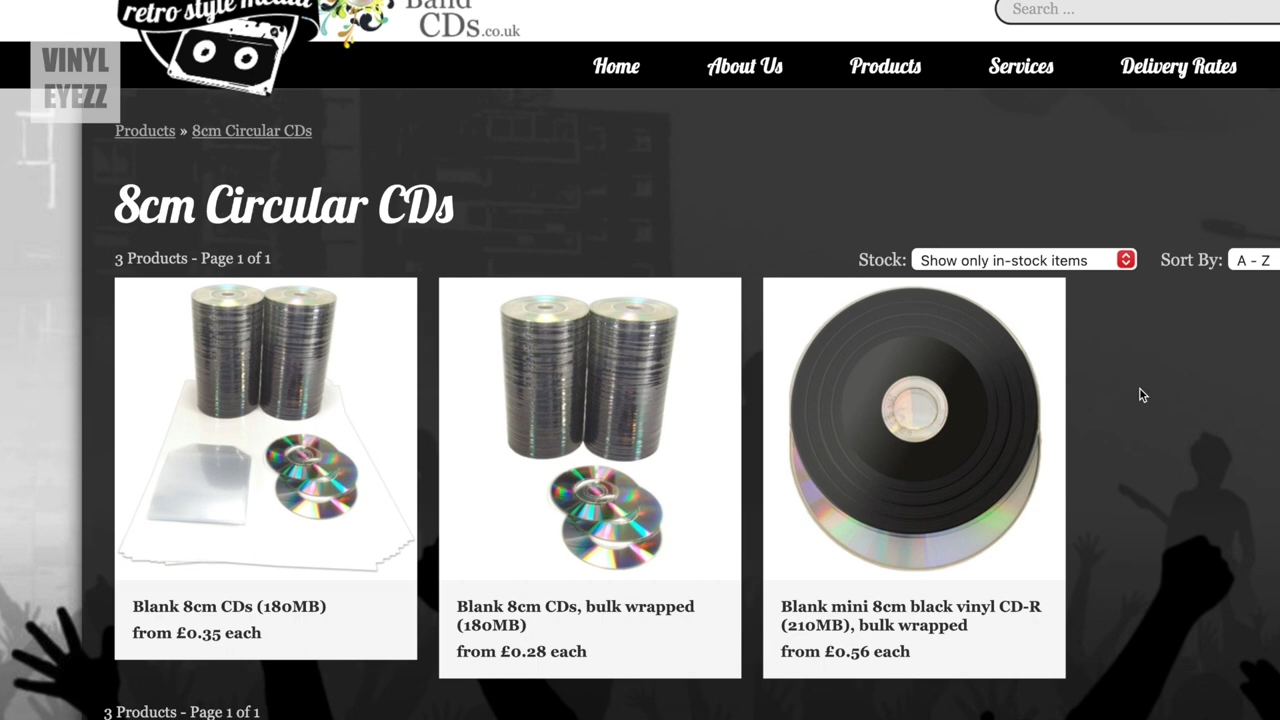 retro style media
Band
CDs.co.uk
Search ...
VINYL
EYEZZ
Home
About Us
Products
Services
Delivery Rates
Products » 8cm Circular CDs
8cm Circular CDs
3 Products - Page 1 of 1
Stock: Show only in-stock items
Sort By: A - Z
Blank 8cm CDs (180MB)
from £0.35 each
Blank 8cm CDs, bulk wrapped
(180MB)
from £0.28 each
Blank mini 8cm black vinyl CD-R
(210MB), bulk wrapped
from £0.56 each
3 Products - Page 1 of 1